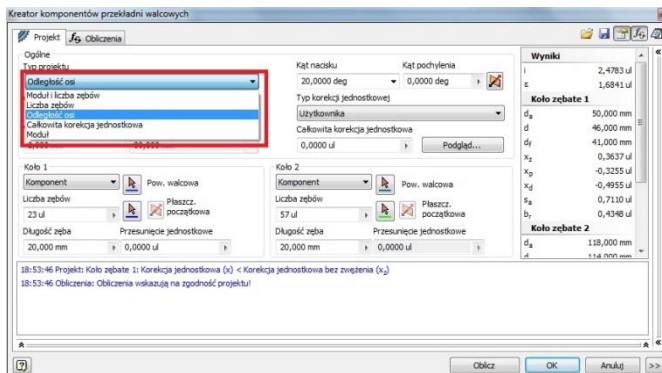 Kreator komponentów przekładni walcowych
Projekt
fG Obliczenia
Ogólne
Typ projektu
Odległość osi
Moduł i liczba zębów
Liczba zębów
Odległość osi
Całkowita korekcja jednostkowa
Moduł
Kąt nacisku
Kąt pochylenia
20,0000 deg
0,0000 deg
Typ korekcji jednostkowej
Użytkownika
Całkowita korekcja jednostkowa
0,0000 ul
Podgląd...
Koło 1
Komponent
Pow. walcowa
Liczba zębów
Płaszcz.
początkowa
23 ul
Długość zęba
Przesunięcie jednostkowe
20,000 mm
0,0000 ul
Koło 2
Komponent
Pow. walcowa
Liczba zębów
Płaszcz.
początkowa
57 ul
Długość zęba
Przesunięcie jednostkowe
20,000 mm
0,0000 ul
Wyniki
i 2,4783 ul
ε 1,6841 ul
Koło zębate 1
da 50,000 mm
d 46,000 mm
df 41,000 mm
xz 0,3637 ul
xp -0,3255 ul
xd -0,4955 ul
sa 0,7110 ul
br 0,4348 ul
Koło zębate 2
da 118,000 mm
d 114,000 mm
18:53:46 Projekt: Koło zębate 1: Korekcja jednostkowa (x) < Korekcja jednostkowa bez zwężenia (xz)
18:53:46 Obliczenia: Obliczenia wskazują na zgodność projektu!
Oblicz
OK
Anuluj
>>